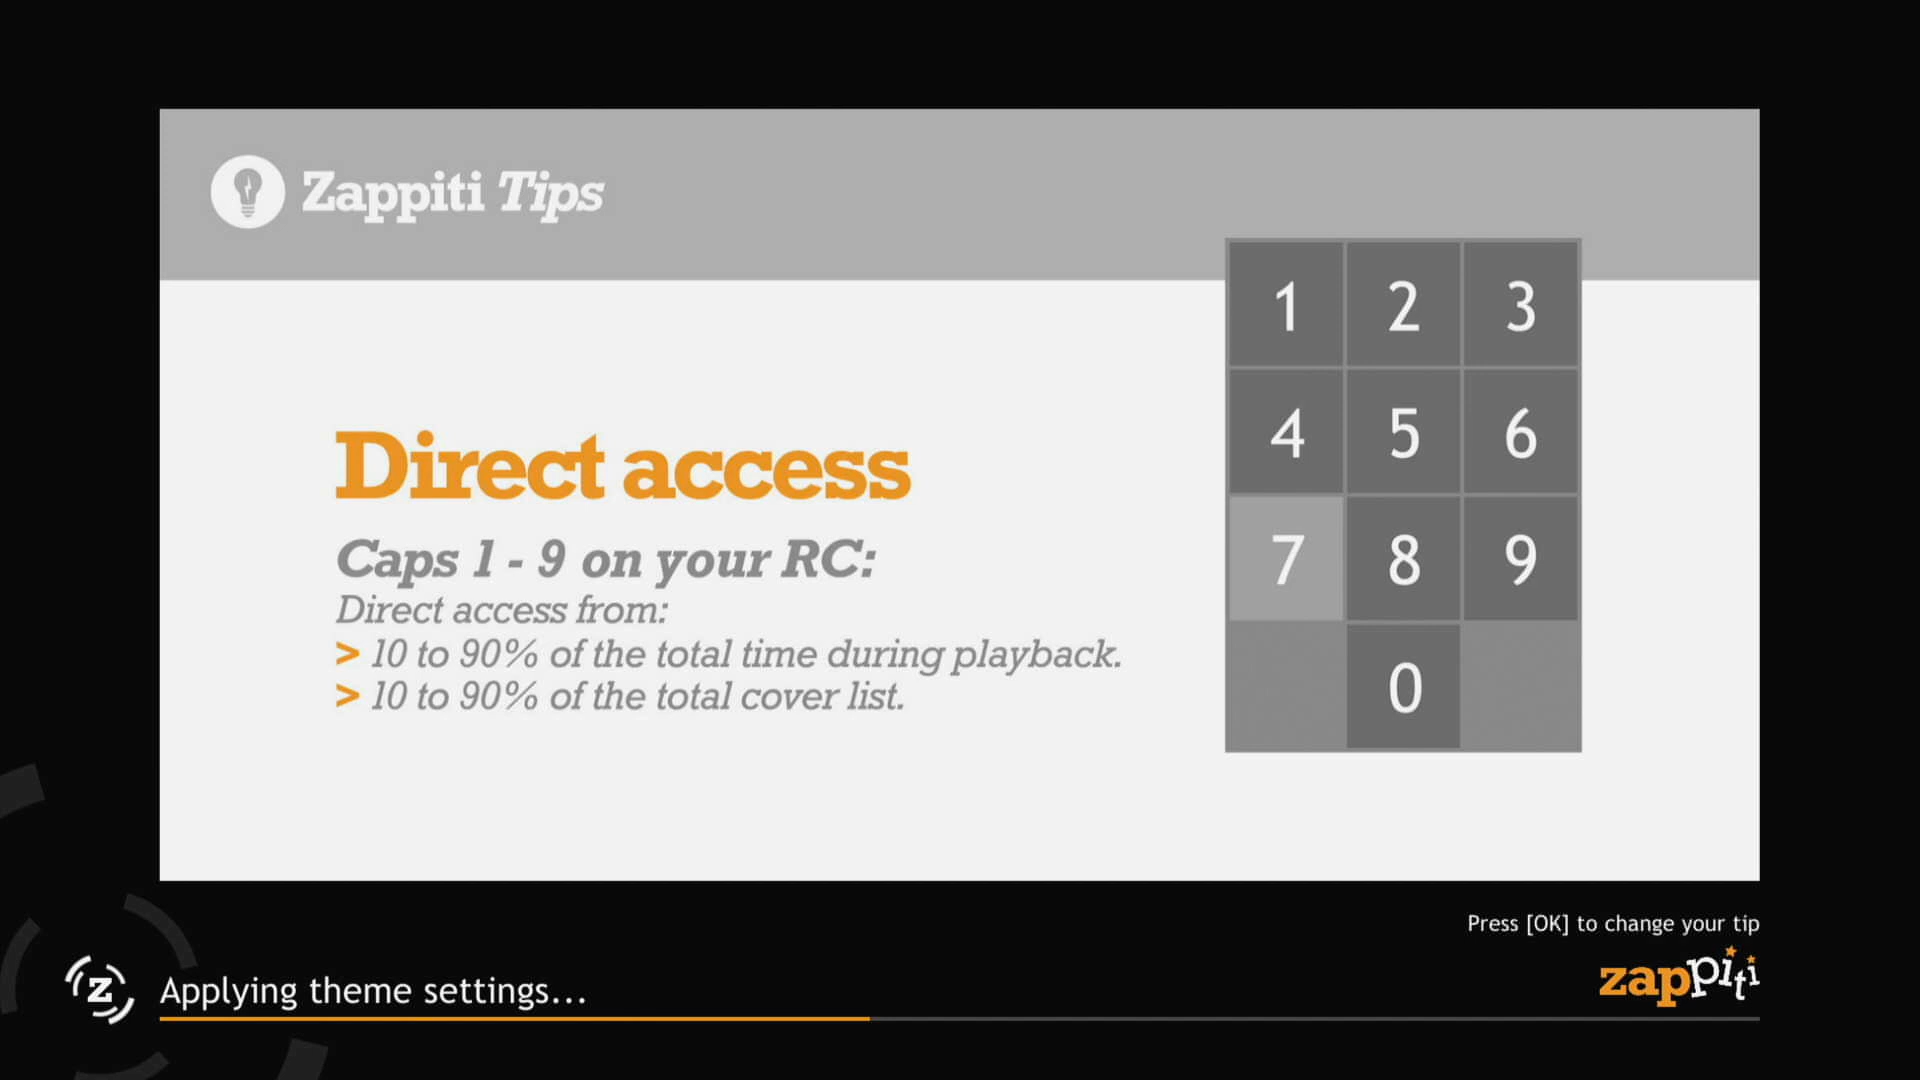 Zappiti Tips
1 2 3
4 5 6
7 8 9
0
Direct access
Caps 1 - 9 on your RC:
Direct access from:
> 10 to 90% of the total time during playback.
> 10 to 90% of the total cover list.
Press [OK] to change your tip
z
Applying theme settings...
zappiti